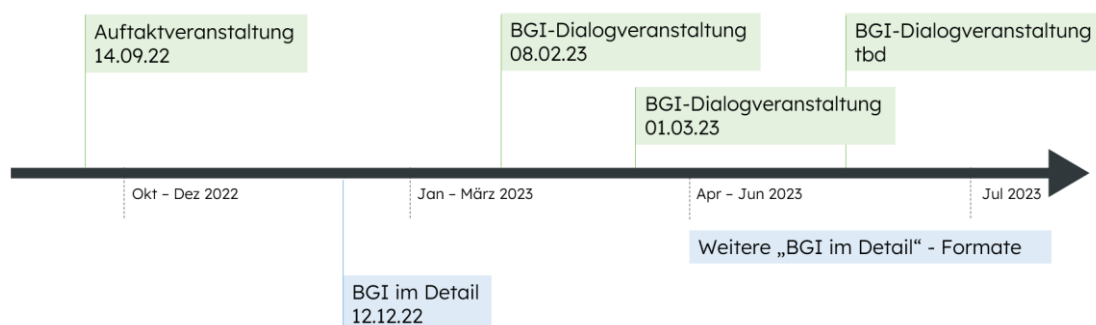 Auftaktveranstaltung
14.09.22
BGI-Dialogveranstaltung
08.02.23
BGI-Dialogveranstaltung
tbd
BGI-Dialogveranstaltung
01.03.23
Okt – Dez 2022
Jan – März 2023
Apr – Jun 2023
Jul 2023
Weitere „BGI im Detail“ - Formate
BGI im Detail
12.12.22